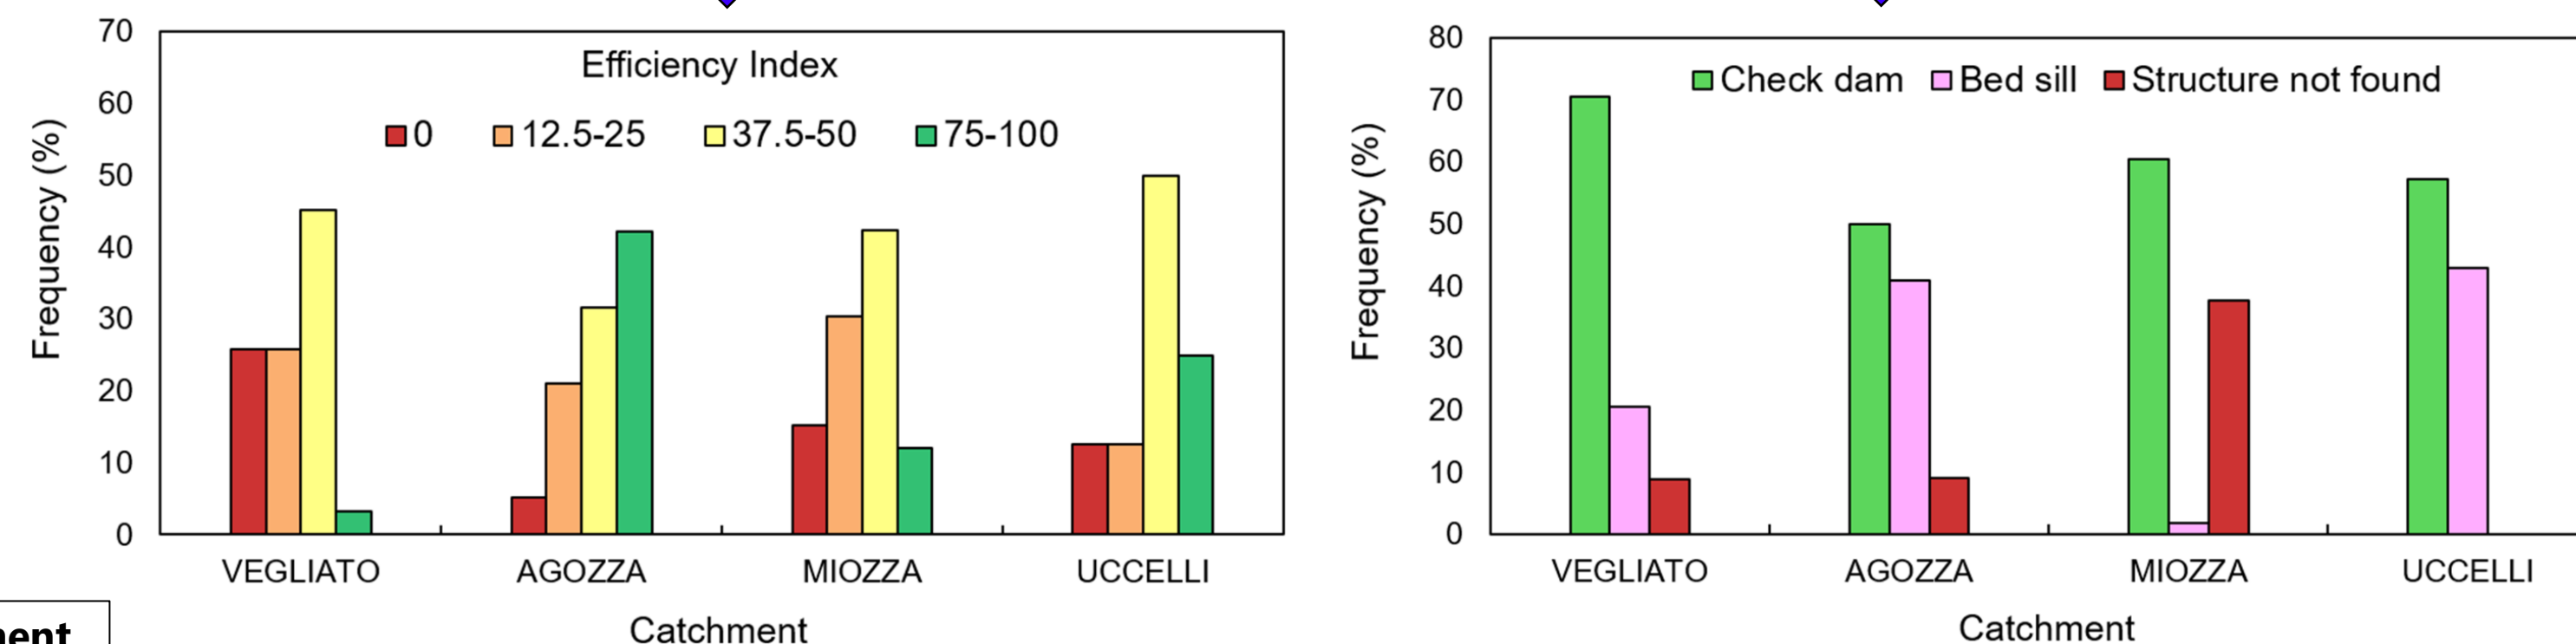 Efficiency Index
0 12.5-25 37.5-50 75-100
Frequency (%)
70
60
50
40
30
20
10
0
VEGLIATO AGOZZA MIOZZA UCCELLI
Catchment
Check dam Bed sill Structure not found
Frequency (%)
80
70
60
50
40
30
20
10
0
VEGLIATO AGOZZA MIOZZA UCCELLI
Catchment